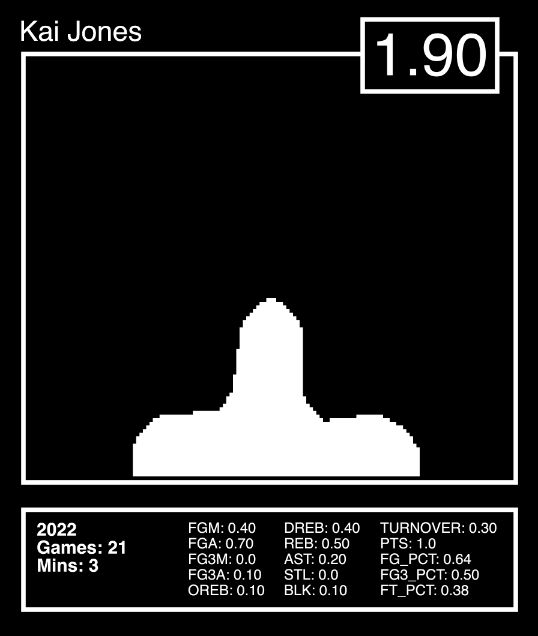 Kai Jones
1.90
2022
Games: 21
Mins: 3
FGM: 0.40
FGA: 0.70
FG3M: 0.0
FG3A: 0.10
OREB: 0.10
DREB: 0.40
REB: 0.50
AST: 0.20
STL: 0.0
BLK: 0.10
TURNOVER: 0.30
PTS: 1.0
FG_PCT: 0.64
FG3_PCT: 0.50
FT_PCT: 0.38